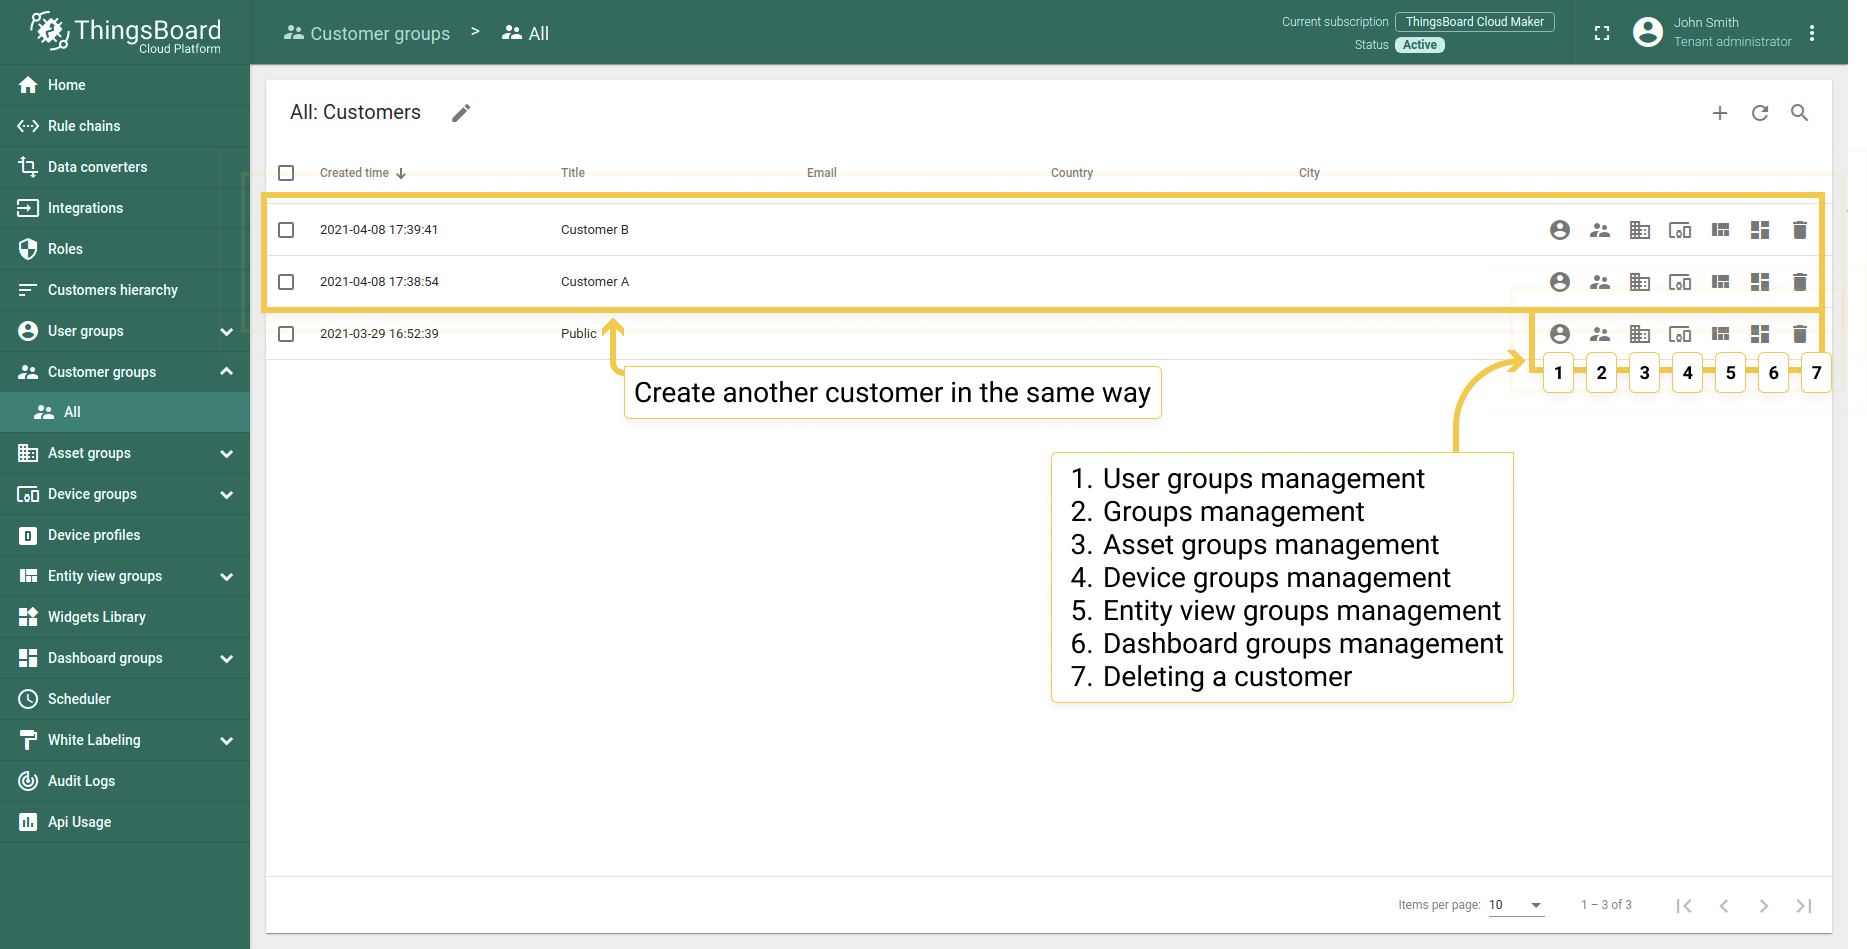 ThingsBoard
Cloud Platform
Customer groups > All
Current subscription ThingsBoard Cloud Maker
Status Active
John Smith
Tenant administrator
Home
Rule chains
Data converters
Integrations
Roles
Customers hierarchy
User groups
Customer groups
All
Asset groups
Device groups
Device profiles
Entity view groups
Widgets Library
Dashboard groups
Scheduler
White Labeling
Audit Logs
Api Usage
All: Customers
Created time Title Email Country City
2021-04-08 17:39:41 Customer B
2021-04-08 17:38:54 Customer A
2021-03-29 16:52:39 Public
1 2 3 4 5 6 7
Create another customer in the same way
1. User groups management
2. Groups management
3. Asset groups management
4. Device groups management
5. Entity view groups management
6. Dashboard groups management
7. Deleting a customer
Items per page: 10 1 – 3 of 3